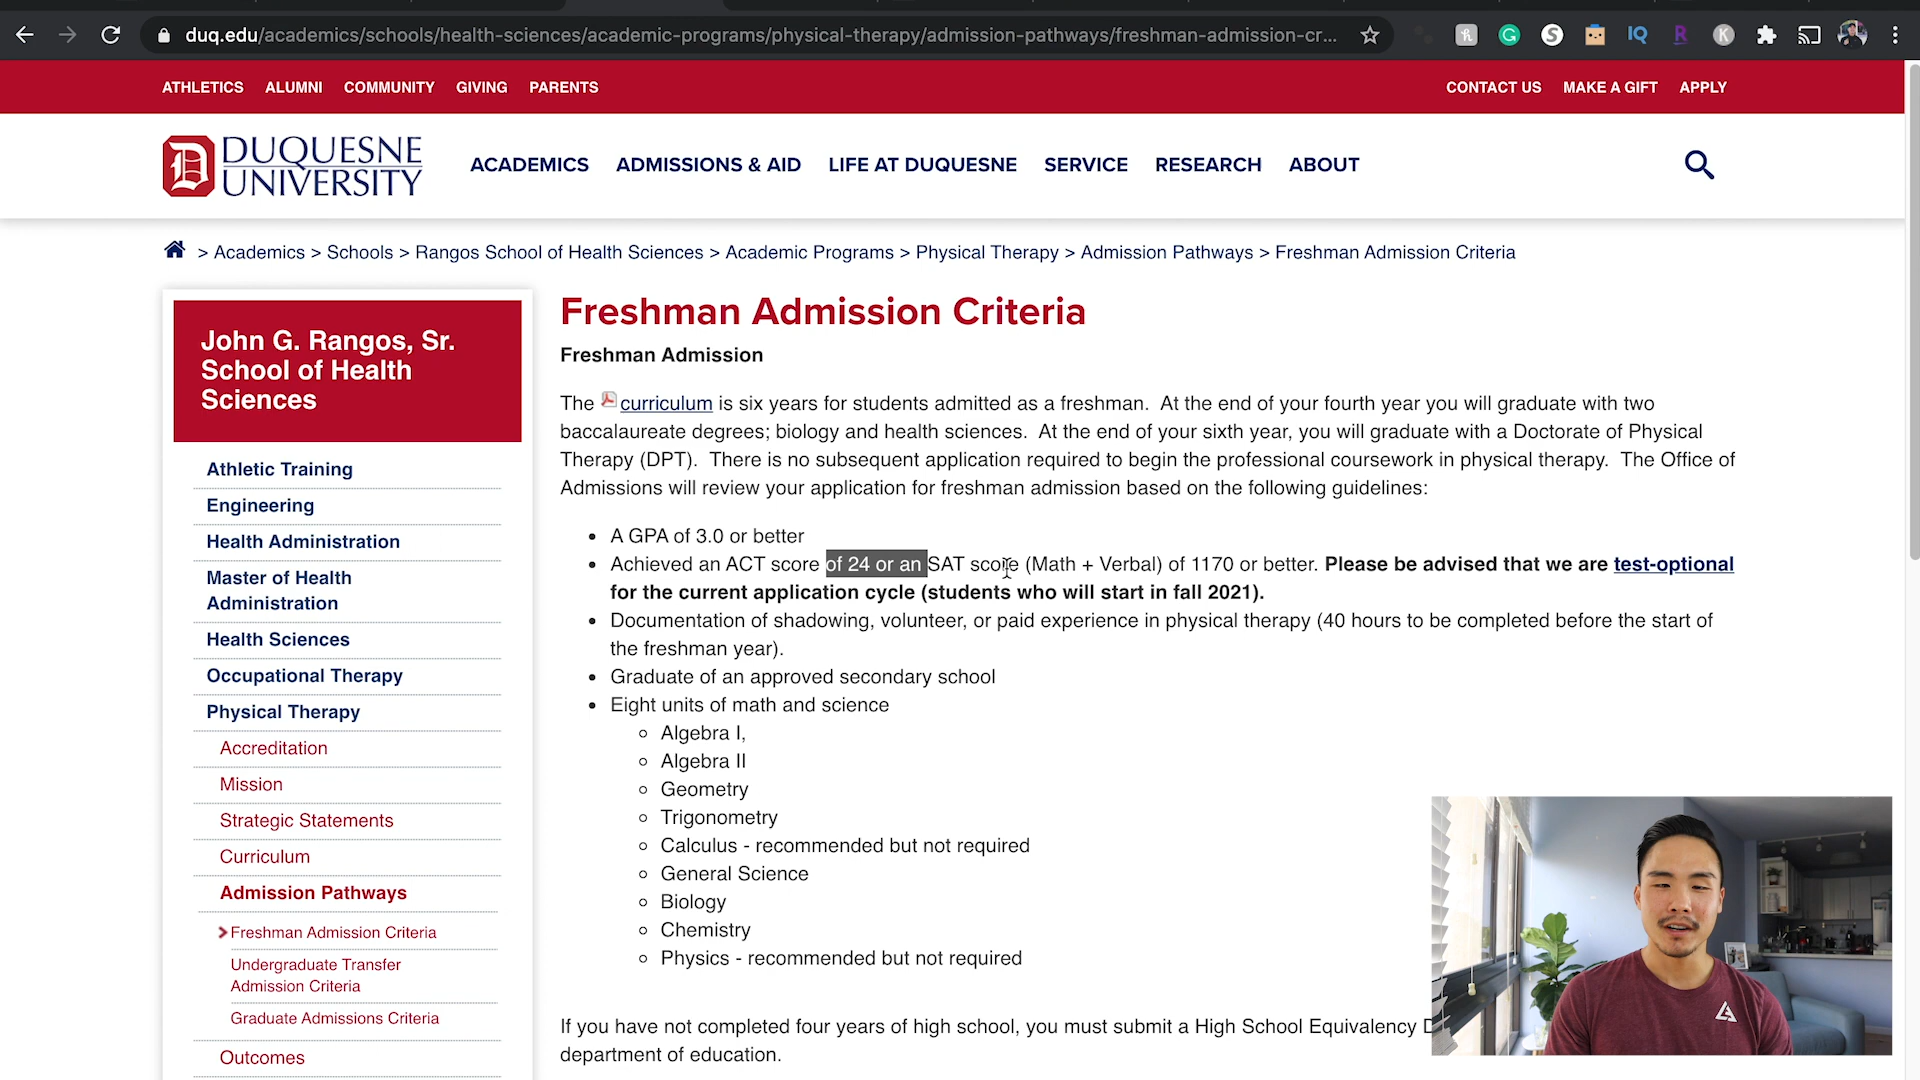 duq.edu/academics/schools/health-sciences/academic-programs/physical-therapy/admission-pathways/freshman-admission-cr...
ATHLETICS ALUMNI COMMUNITY GIVING PARENTS CONTACT US MAKE A GIFT APPLY
DUQUESNE
UNIVERSITY
ACADEMICS ADMISSIONS & AID LIFE AT DUQUESNE SERVICE RESEARCH ABOUT
> Academics > Schools > Rangos School of Health Sciences > Academic Programs > Physical Therapy > Admission Pathways > Freshman Admission Criteria
John G. Rangos, Sr.
School of Health
Sciences
Athletic Training
Engineering
Health Administration
Master of Health
Administration
Health Sciences
Occupational Therapy
Physical Therapy
Accreditation
Mission
Strategic Statements
Curriculum
Admission Pathways
Freshman Admission Criteria
Undergraduate Transfer
Admission Criteria
Graduate Admissions Criteria
Outcomes
Freshman Admission Criteria
Freshman Admission
The curriculum is six years for students admitted as a freshman. At the end of your fourth year you will graduate with two
baccalaureate degrees; biology and health sciences. At the end of your sixth year, you will graduate with a Doctorate of Physical
Therapy (DPT). There is no subsequent application required to begin the professional coursework in physical therapy. The Office of
Admissions will review your application for freshman admission based on the following guidelines:
• A GPA of 3.0 or better
• Achieved an ACT score of 24 or an SAT score (Math + Verbal) of 1170 or better. Please be advised that we are test-optional
for the current application cycle (students who will start in fall 2021).
• Documentation of shadowing, volunteer, or paid experience in physical therapy (40 hours to be completed before the start of
the freshman year).
• Graduate of an approved secondary school
• Eight units of math and science
Algebra I,
Algebra II
Geometry
Trigonometry
Calculus - recommended but not required
General Science
Biology
Chemistry
Physics - recommended but not required
If you have not completed four years of high school, you must submit a High School Equivalency
department of education.